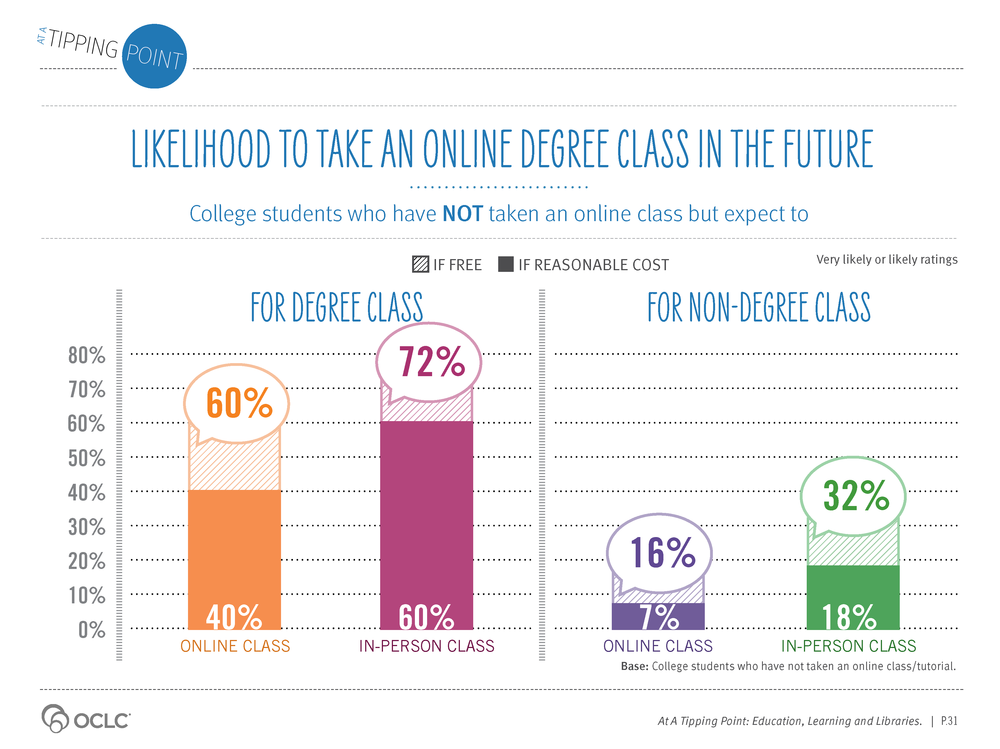 AT A TIPPING POINT
LIKELIHOOD TO TAKE AN ONLINE DEGREE CLASS IN THE FUTURE
College students who have NOT taken an online class but expect to
IF FREE IF REASONABLE COST
Very likely or likely ratings
FOR DEGREE CLASS
FOR NON-DEGREE CLASS
80%
70%
60%
50%
40%
30%
20%
10%
0%
60%
72%
16%
32%
40%
60%
7%
18%
ONLINE CLASS
IN-PERSON CLASS
ONLINE CLASS
IN-PERSON CLASS
Base: College students who have not taken an online class/tutorial.
OCLC
At A Tipping Point: Education, Learning and Libraries. | P.31